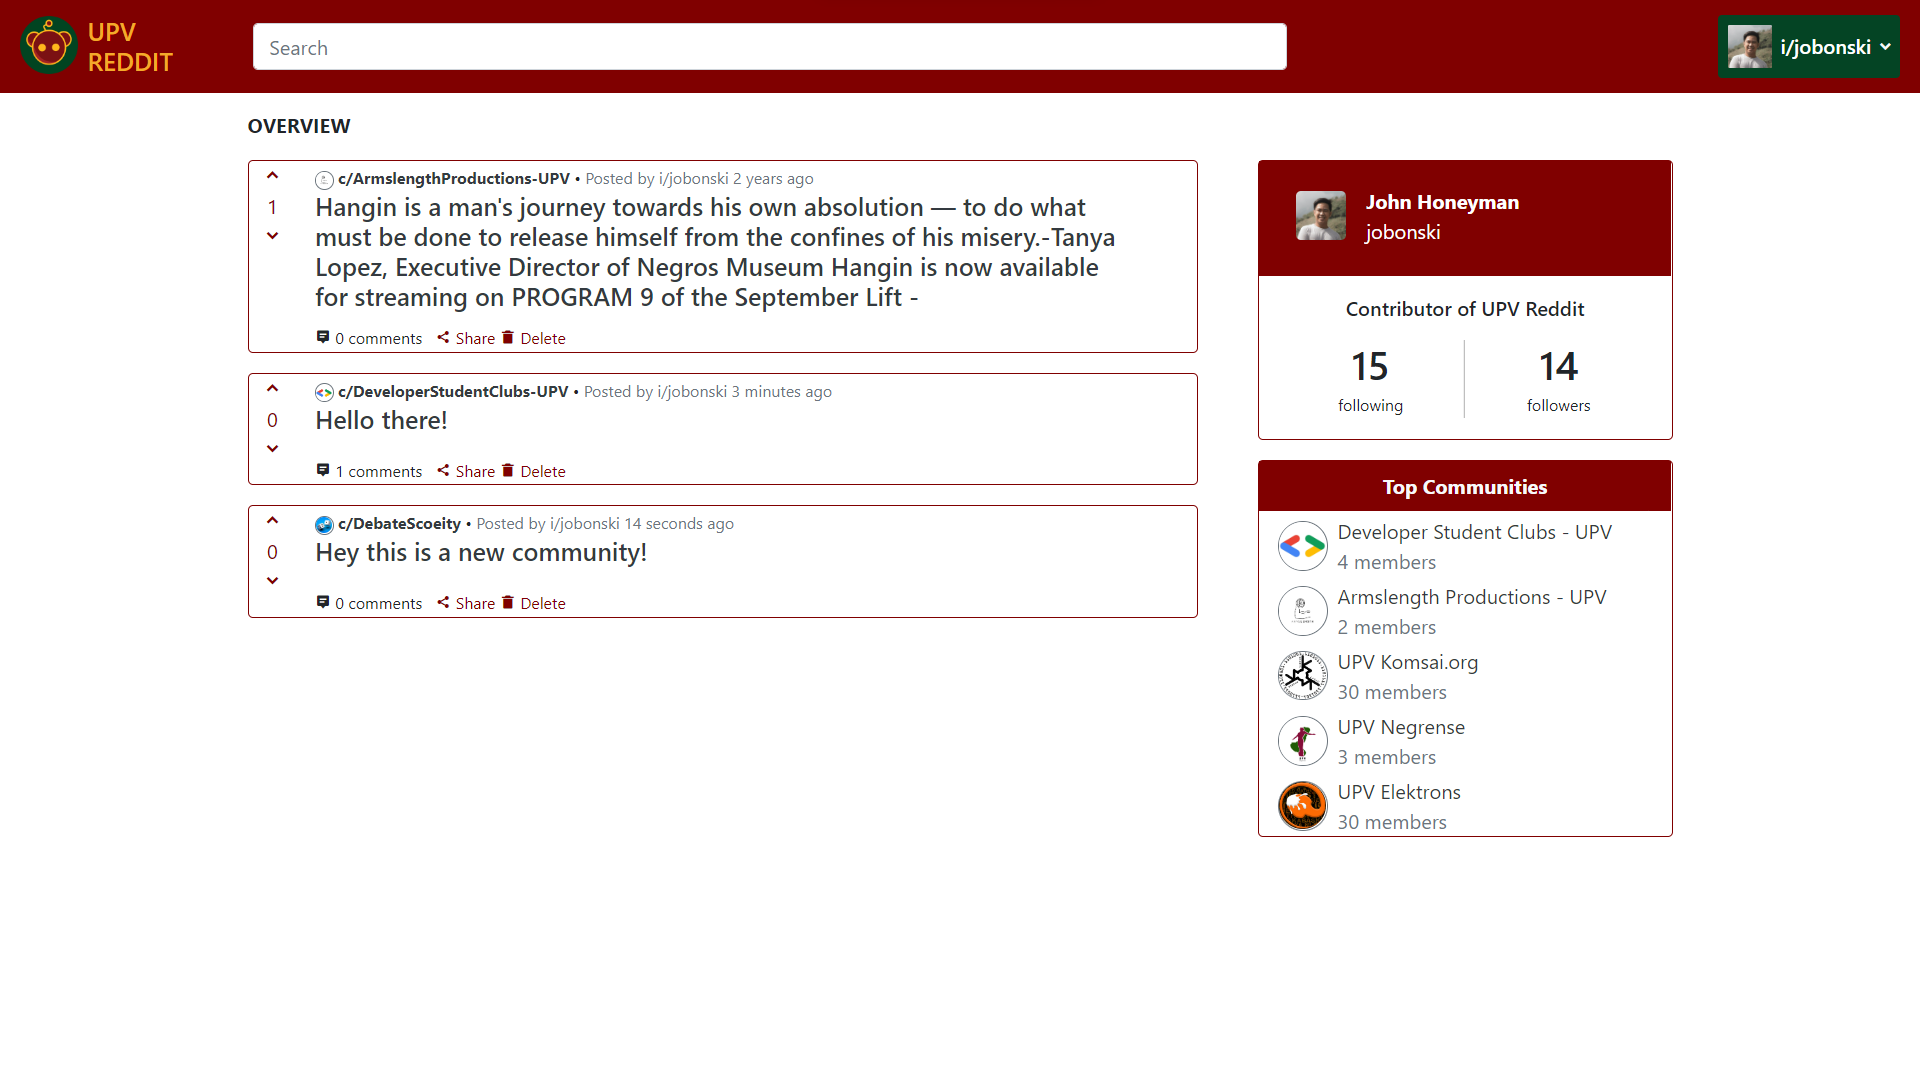 UPV
REDDIT
Search
i/jobonski
OVERVIEW
c/ArmslengthProductions-UPV • Posted by i/jobonski 2 years ago
1
Hangin is a man's journey towards his own absolution — to do what
must be done to release himself from the confines of his misery.-Tanya
Lopez, Executive Director of Negros Museum Hangin is now available
for streaming on PROGRAM 9 of the September Lift -
0 comments Share Delete
c/DeveloperStudentClubs-UPV • Posted by i/jobonski 3 minutes ago
0
Hello there!
1 comments Share Delete
c/DebateScoeity • Posted by i/jobonski 14 seconds ago
0
Hey this is a new community!
0 comments Share Delete
John Honeyman
jobonski
Contributor of UPV Reddit
15 14
following followers
Top Communities
Developer Student Clubs - UPV
4 members
Armslength Productions - UPV
2 members
UPV Komsai.org
30 members
UPV Negrense
3 members
UPV Elektrons
30 members